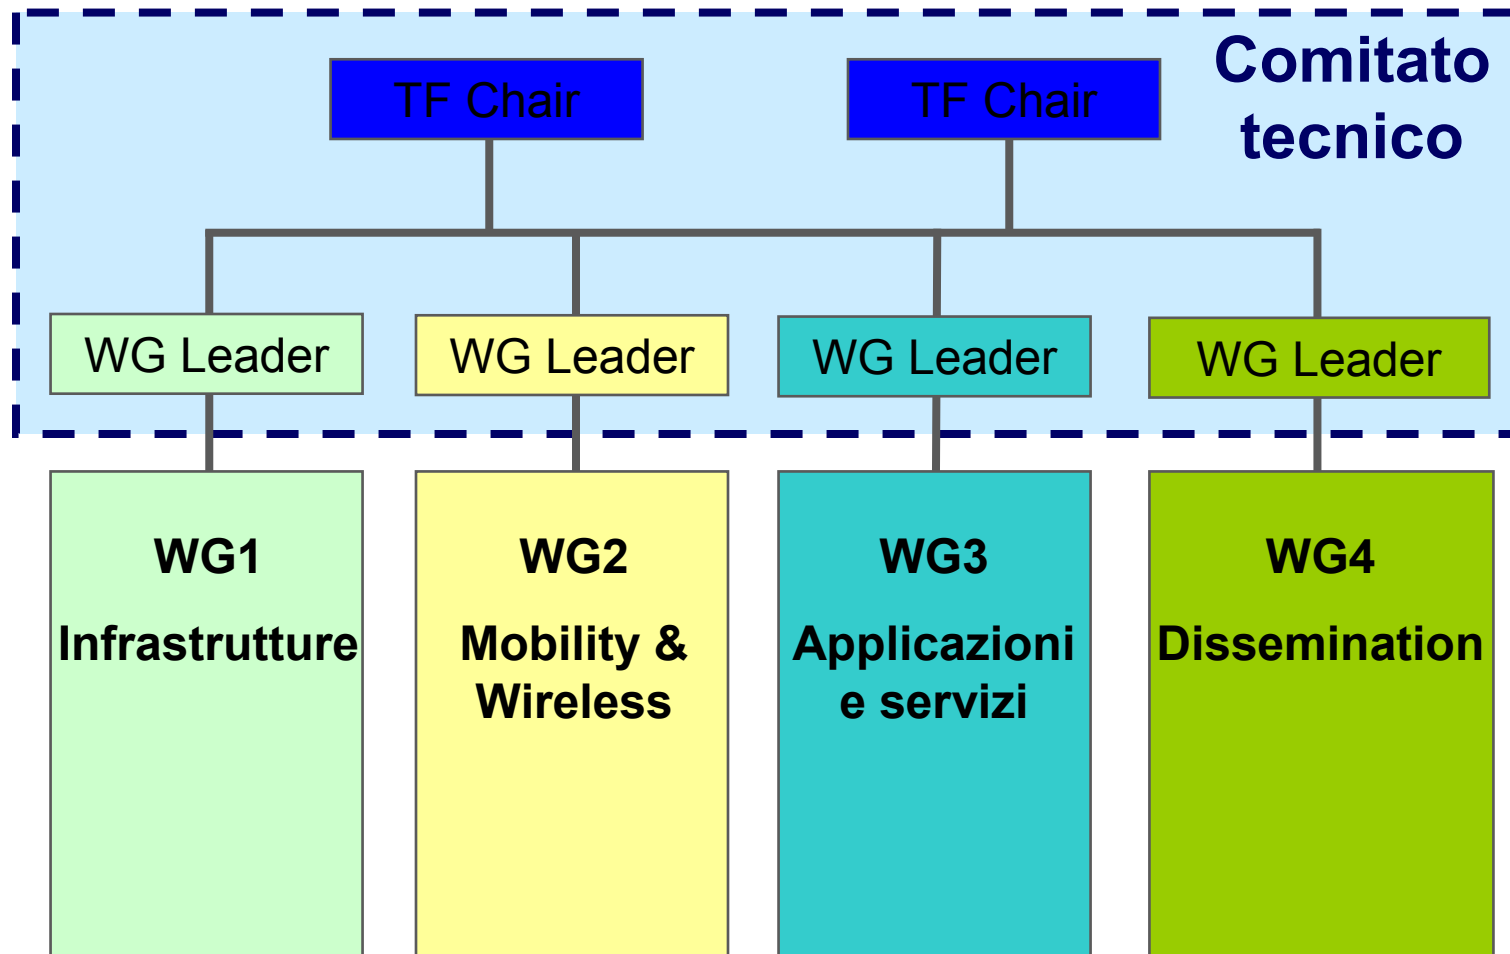 Comitato
tecnico
TF Chair
TF Chair
WG Leader
WG Leader
WG Leader
WG Leader
WG1
Infrastrutture
WG2
Mobility &
Wireless
WG3
Applicazioni
e servizi
WG4
Dissemination